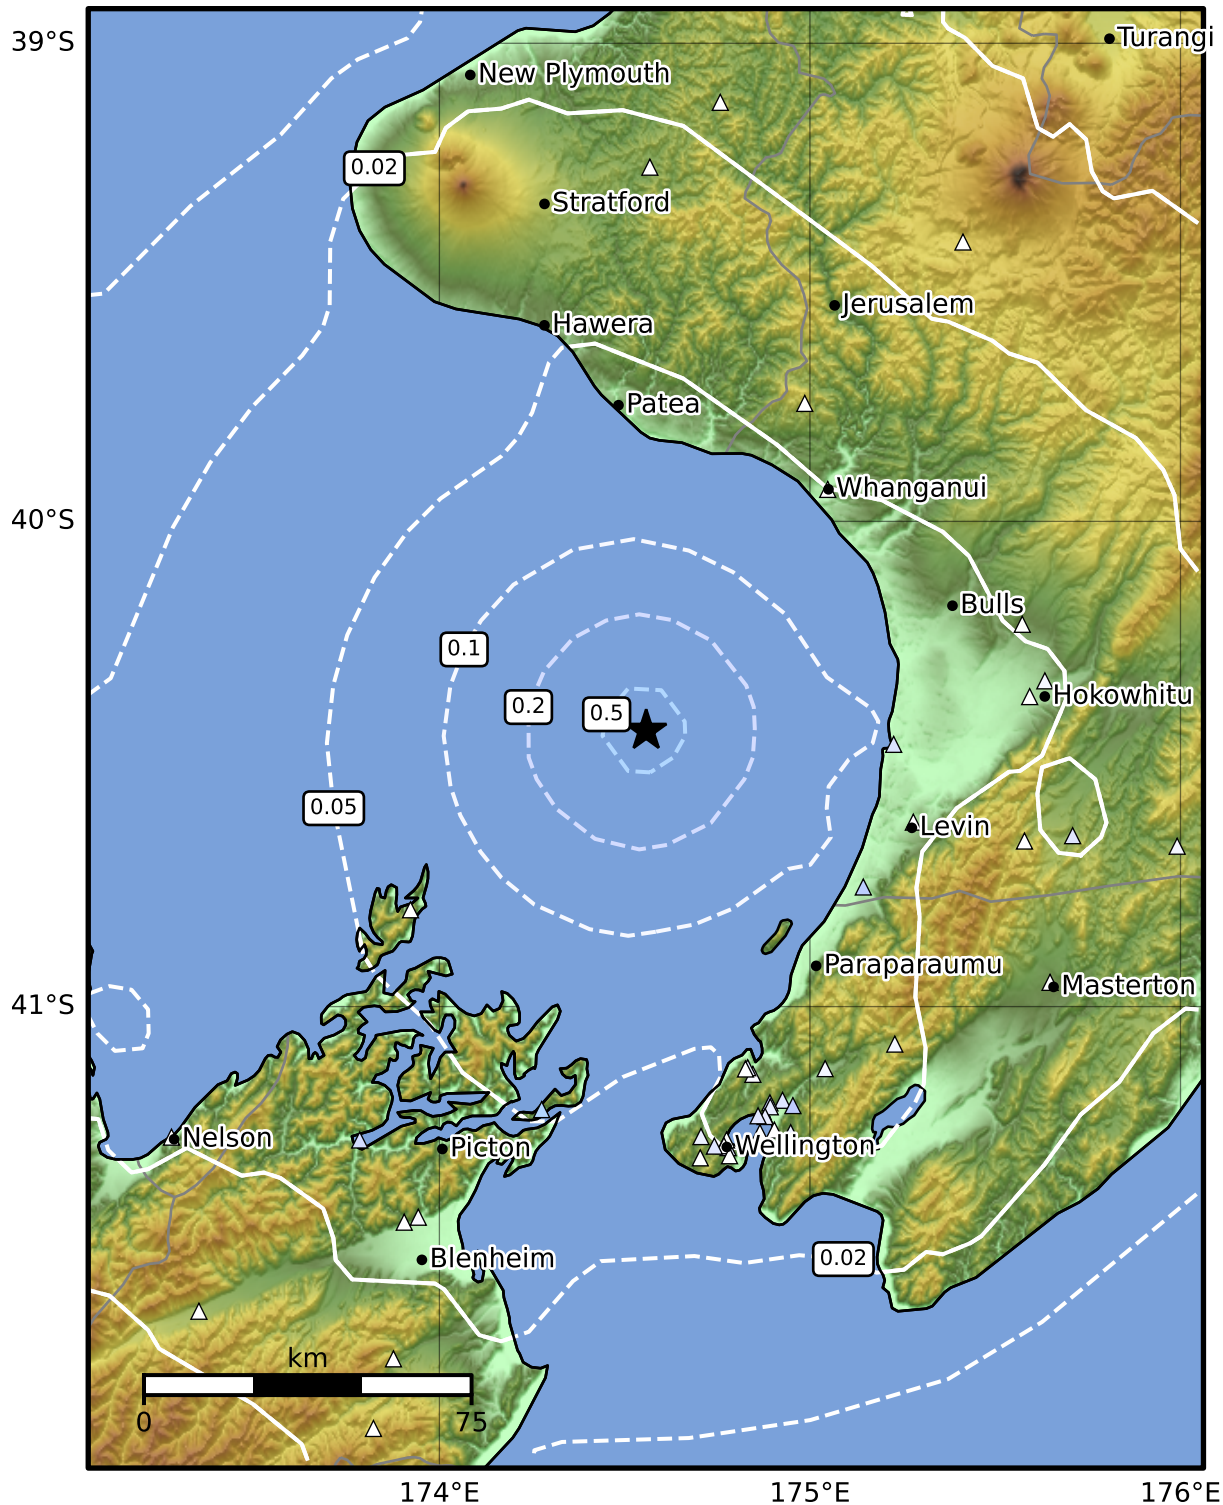 39°S
Turangi
New Plymouth
0.02
Stratford
Jerusalem
Hawera
Patea
Whanganui
40°S
Bulls
0.1
Hokowhitu
0.2
0.5
0.05
Levin
Paraparaumu
Masterton
41°S
Nelson
Picton
Wellington
Blenheim
0.02
km
0
75
174°E
175°E
176°E